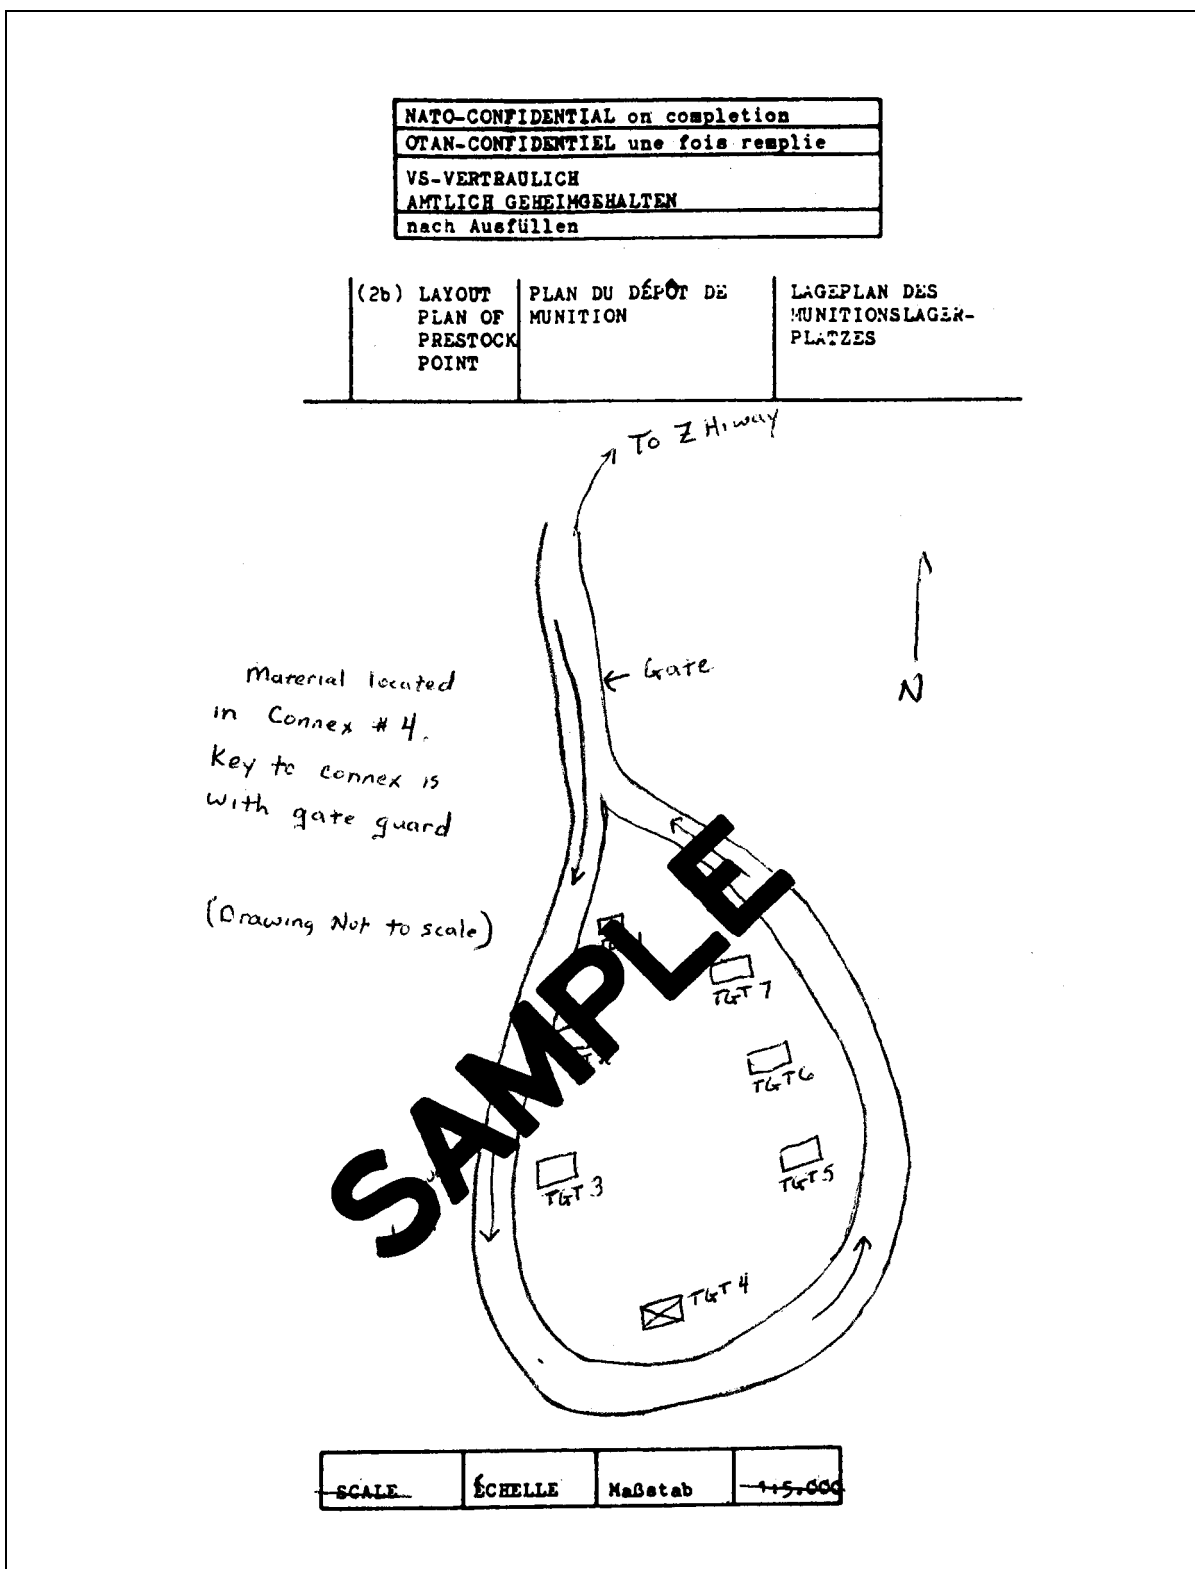 NATO-CONFIDENTIAL on completion
OTAN-CONFIDENTIEL une fois remplie
VS-VERTRAULICH
AMTLICH GEHEIMGEHALTEN
nach Ausfüllen
(2b) LAYOUT PLAN OF PRESTOCK POINT
PLAN DU DÉPÔT DE MUNITION
LAGEPLAN DES MUNITIONSLAGER-PLATZES
To Z Hiway
Gate
N
Material located
in Connex # 4.
Key to connex is
with gate guard
(Drawing Not to scale)
SAMPLE
TGT 7
TGT 6
TGT 5
TGT 3
TGT 4
SCALE ÉCHELLE Maßstab 1:5.000